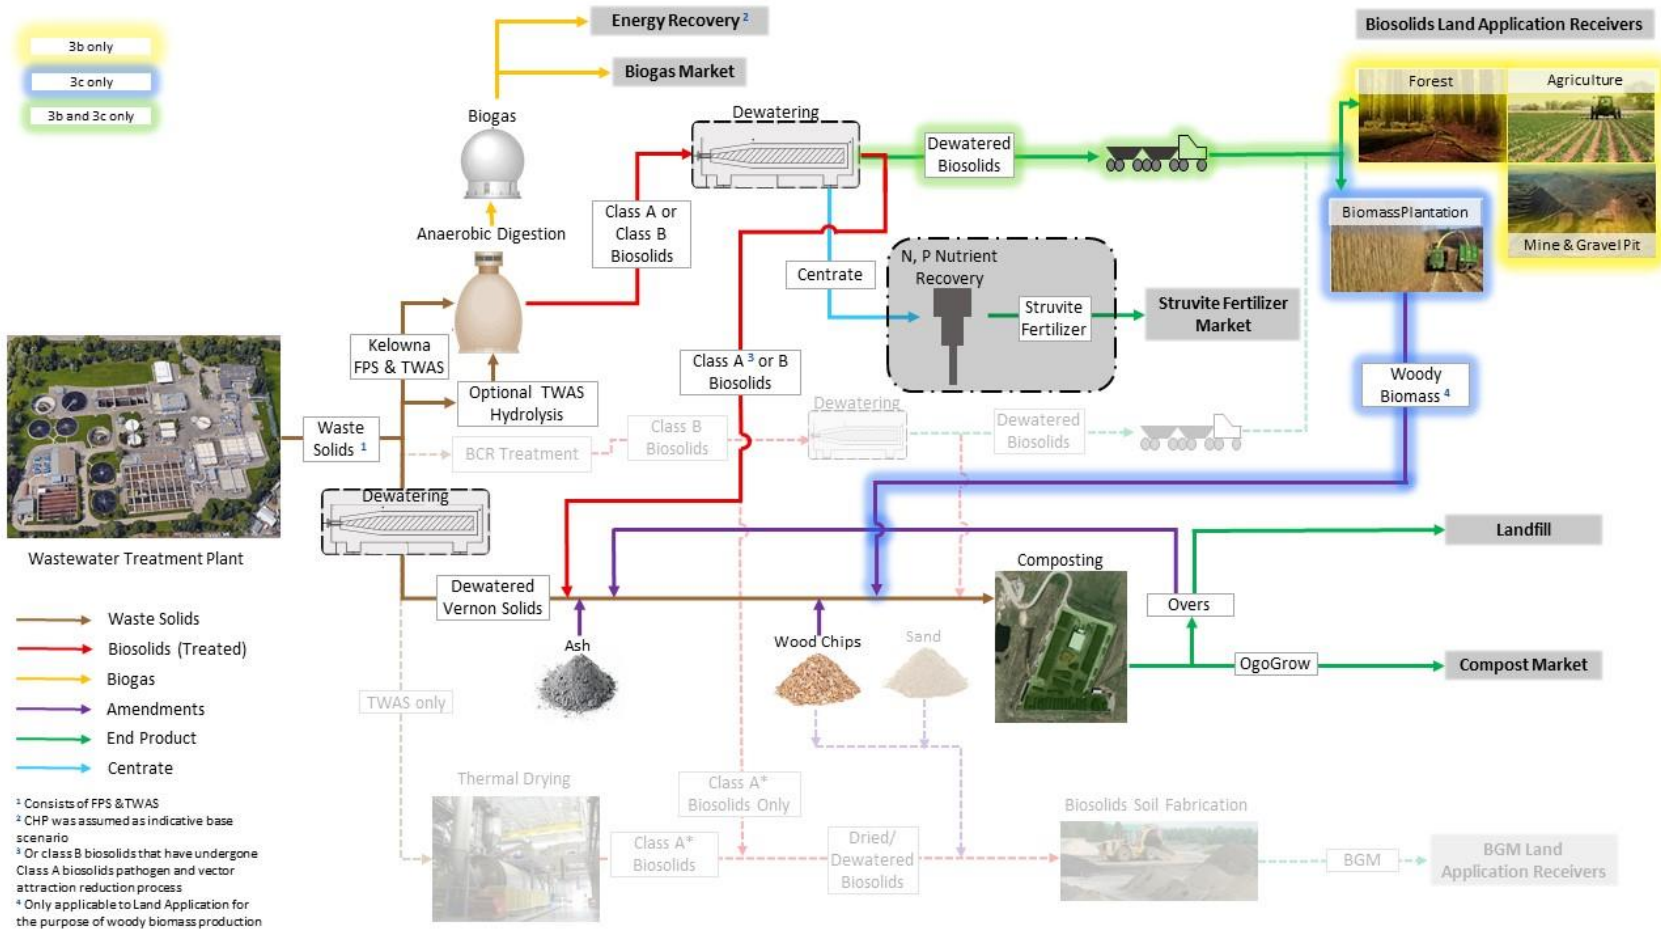 3b only
3c only
3b and 3c only
Energy Recovery 2
Biogas Market
Biosolids Land Application Receivers
Forest
Agriculture
Biogas
Dewatering
Dewatered
Biosolids
Class A or
Class B
Biosolids
Anaerobic Digestion
BiomassPlantation
Mine & Gravel Pit
Centrate
N, P Nutrient
Recovery
Struvite
Fertilizer
Struvite Fertilizer
Market
Kelowna
FPS & TWAS
Class A 3 or B
Biosolids
Optional TWAS
Hydrolysis
Woody
Biomass 4
Waste
Solids 1
BCR Treatment
Class B
Biosolids
Dewatering
Dewatered
Biosolids
Dewatering
Wastewater Treatment Plant
Dewatered
Vernon Solids
Composting
Landfill
Overs
Ash
Wood Chips
Sand
OgoGrow
Compost Market
Waste Solids
Biosolids (Treated)
Biogas
Amendments
End Product
Centrate
TWAS only
Thermal Drying
Class A*
Biosolids Only
Class A*
Biosolids
Dried/
Dewatered
Biosolids
Biosolids Soil Fabrication
BGM
BGM Land
Application Receivers
1 Consists of FPS & TWAS
2 CHP was assumed as indicative base
scenario
3 Or class B biosolids that have undergone
Class A biosolids pathogen and vector
attraction reduction process
4 Only applicable to Land Application for
the purpose of woody biomass production